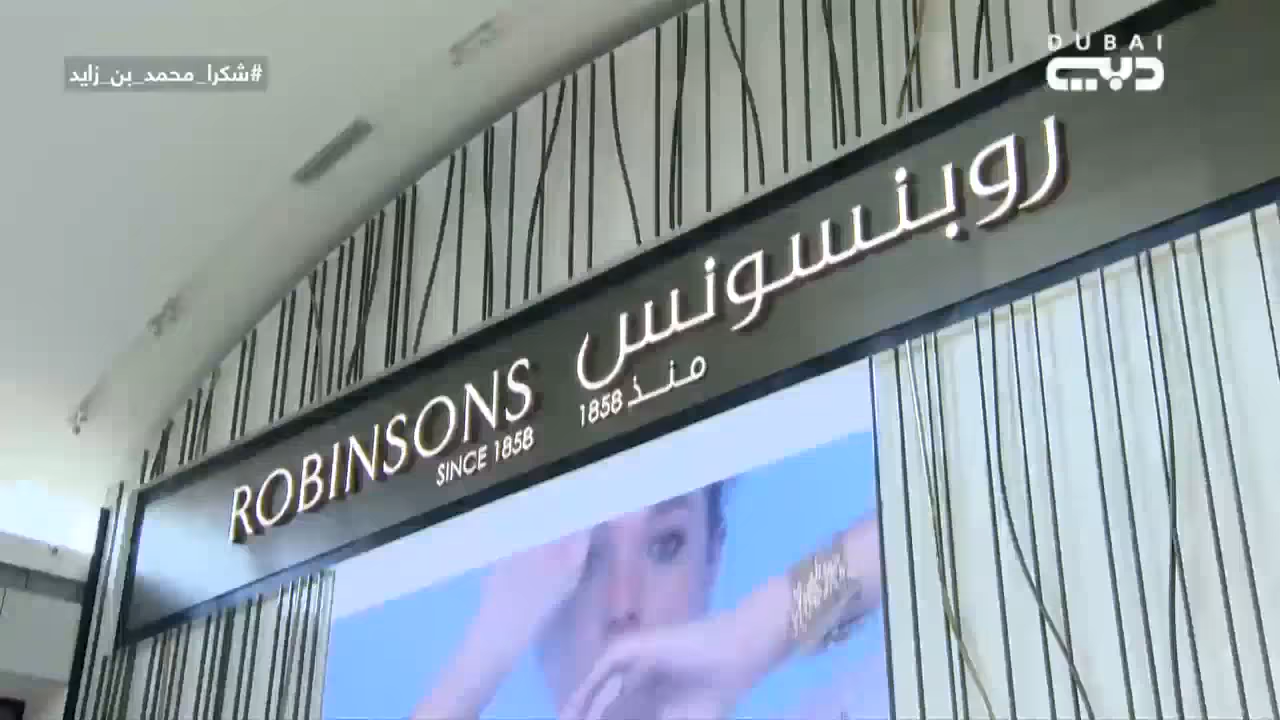 #شكرا_محمد_بن_زايد
DUBAI
دبي
ROBINSONS
SINCE 1858
روبنسونس
منذ 1858